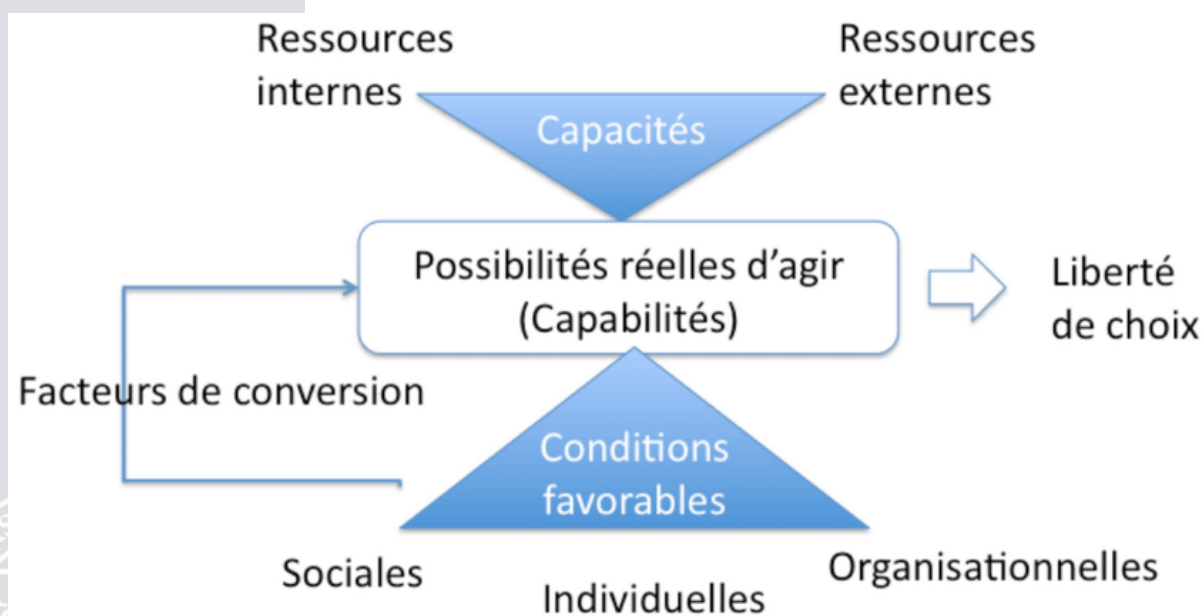 Ressources
internes
Ressources
externes
Capacités
Possibilités réelles d'agir
(Capabilités)
Liberté
de choix
Facteurs de conversion
Conditions
favorables
Sociales
Individuelles
Organisationnelles